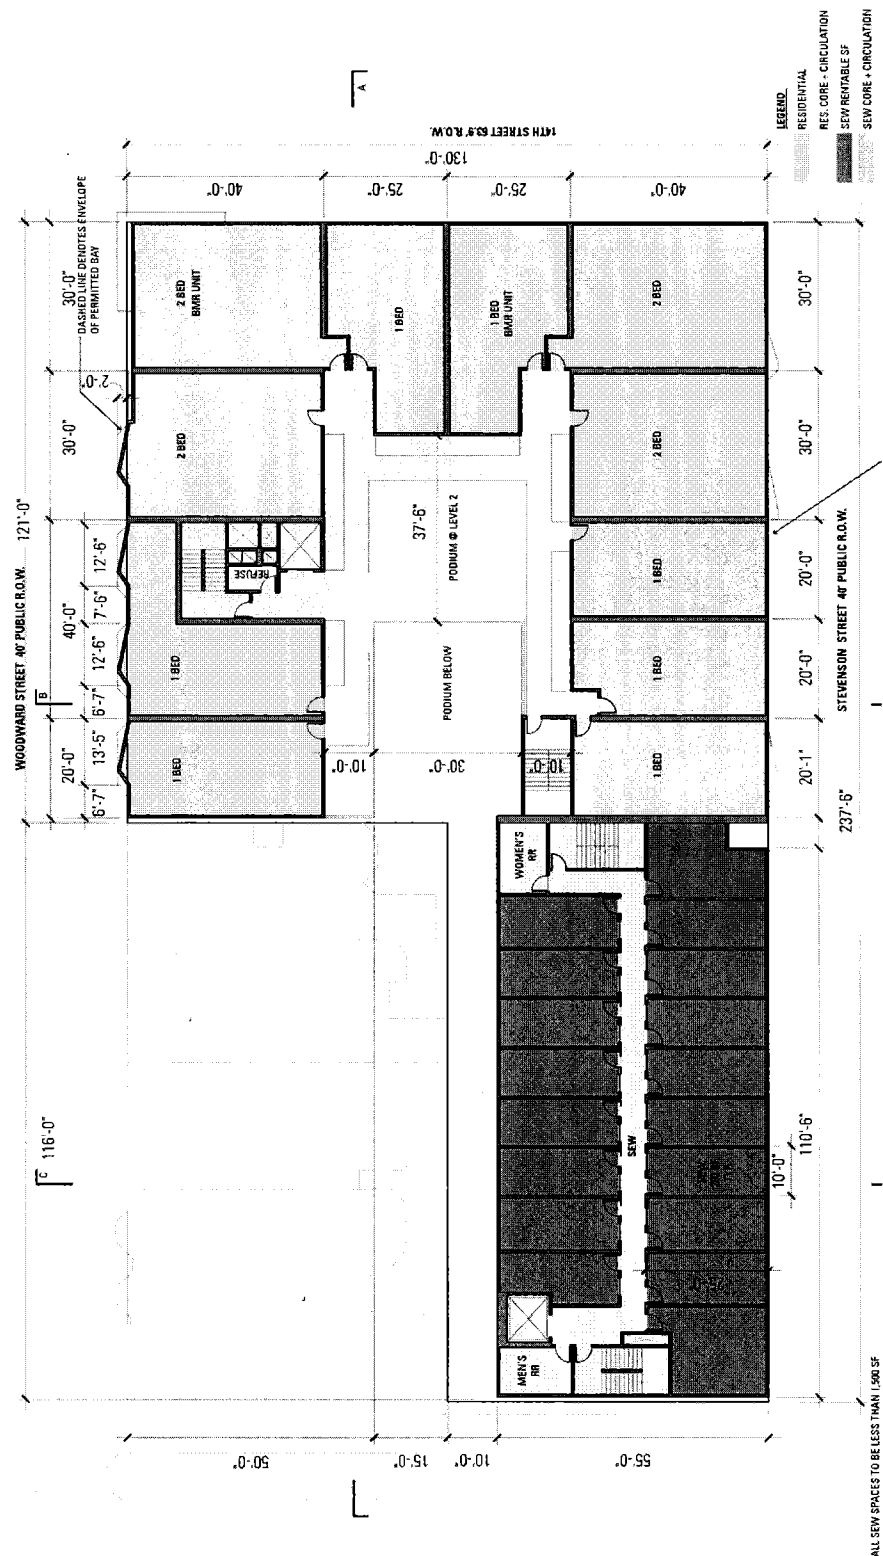 A
14TH STREET 63.9' R.O.W.
130'-0"
40'-0"
25'-0"
25'-0"
40'-0"
LEGEND
RESIDENTIAL
RES. CORE + CIRCULATION
SEW RENTABLE SF
SEW CORE + CIRCULATION
DASHED LINE DENOTES ENVELOPE
OF PERMITTED BAY
WOODWARD STREET 40' PUBLIC R.O.W.
121'-0"
30'-0"
30'-0"
2'-0"
40'-0"
12'-6"
7'-6"
12'-6"
6'-7"
20'-0"
13'-5"
6'-7"
B
2 BED
BMR UNIT
1 BED
1 BED
BMR UNIT
2 BED
2 BED
2 BED
REFUSE
37'-6"
PODIUM @ LEVEL 2
1 BED
1 BED
PODIUM BELOW
1 BED
1 BED
10'-0"
30'-0"
10'-0"
1 BED
30'-0"
30'-0"
20'-0"
20'-0"
20'-1"
STEVENSON STREET 40' PUBLIC R.O.W.
237'-6"
WOMEN'S
RR
116'-0"
C
SEW
10'-0"
110'-6"
MEN'S
RR
50'-0"
15'-0"
10'-0"
55'-0"
ALL SEW SPACES TO BE LESS THAN 1,500 SF